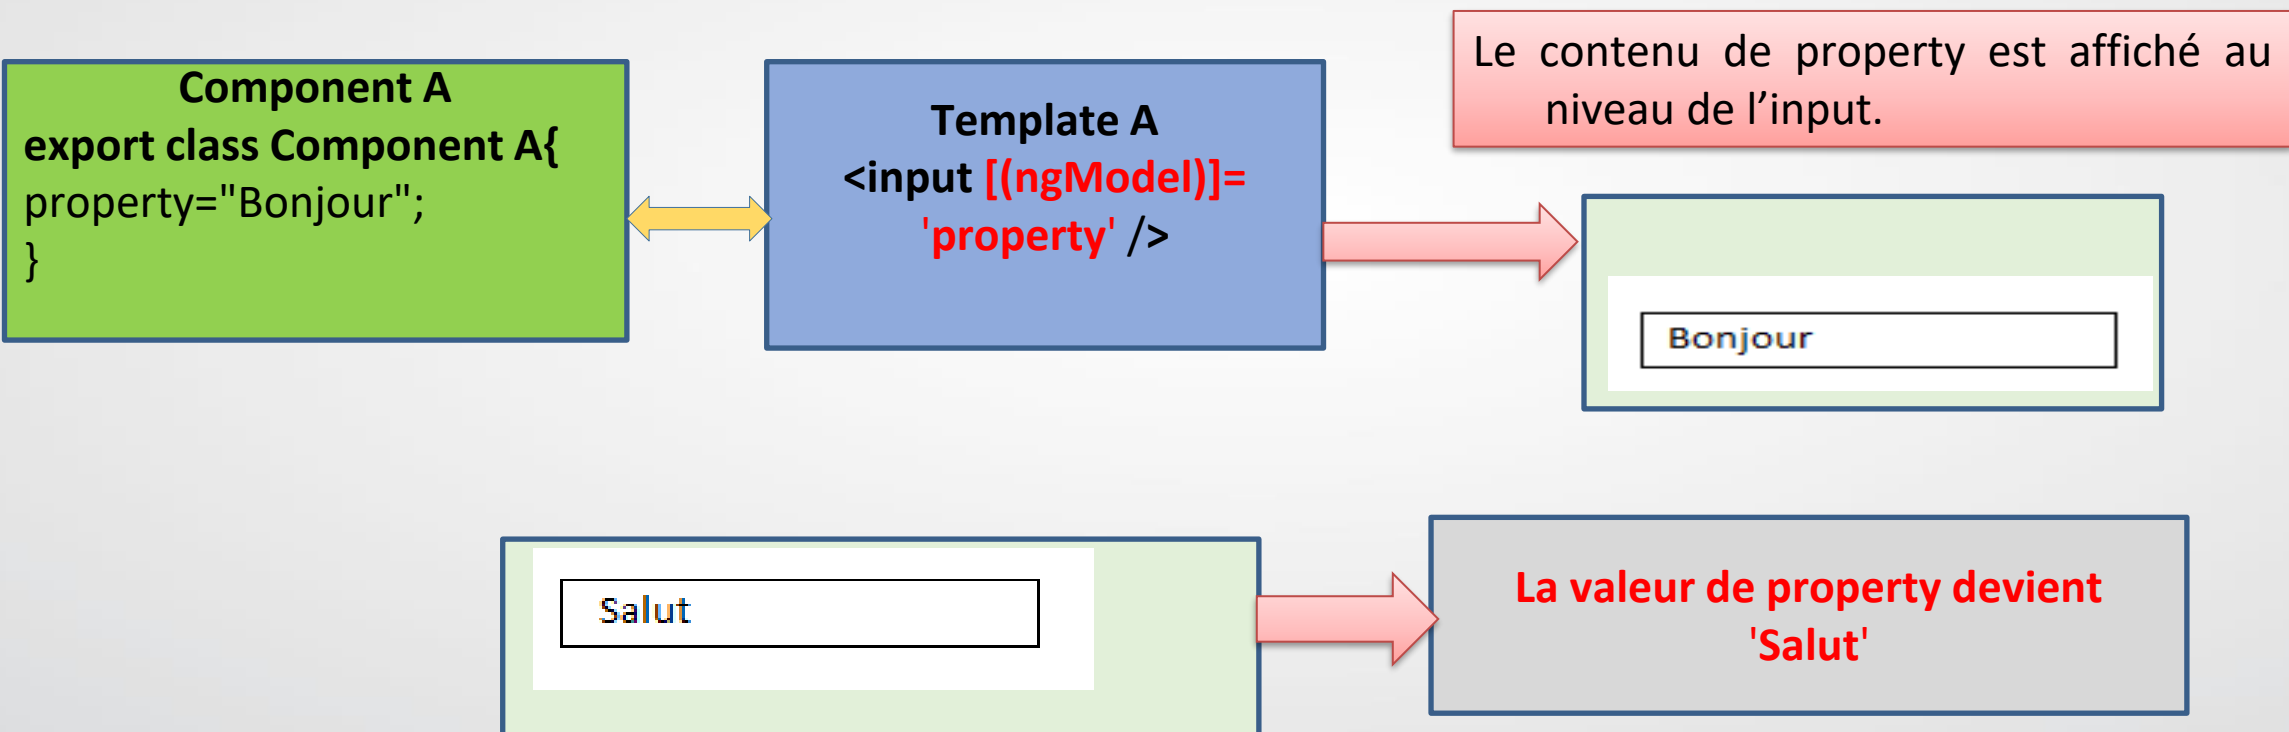 Component A
export class Component A{
property="Bonjour";
}
Template A
<input [(ngModel)]=
'property' />
Le contenu de property est affiché au
niveau de l’input.
Bonjour
Salut
La valeur de property devient
'Salut'